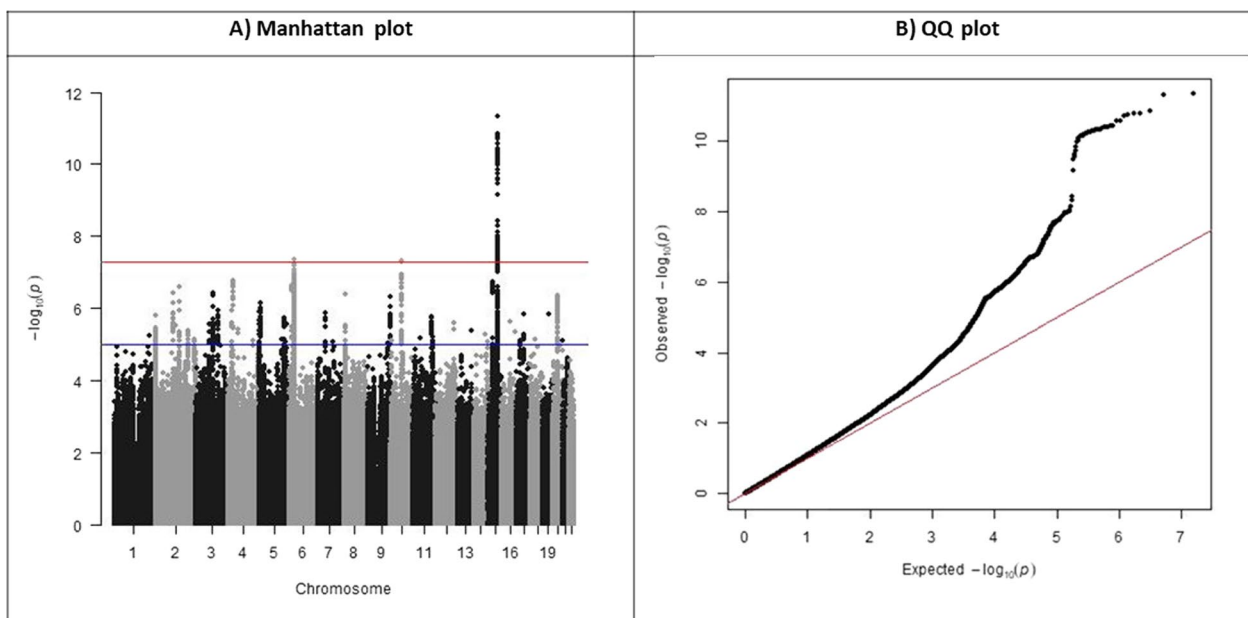 A) Manhattan plot
B) QQ plot
12
10
8
6
4
2
0
−log₁₀(p)
1 2 3 4 5 6 7 8 9 11 13 16 19
Chromosome
10
8
6
4
2
0
Observed −log₁₀(p)
0 1 2 3 4 5 6 7
Expected −log₁₀(p)